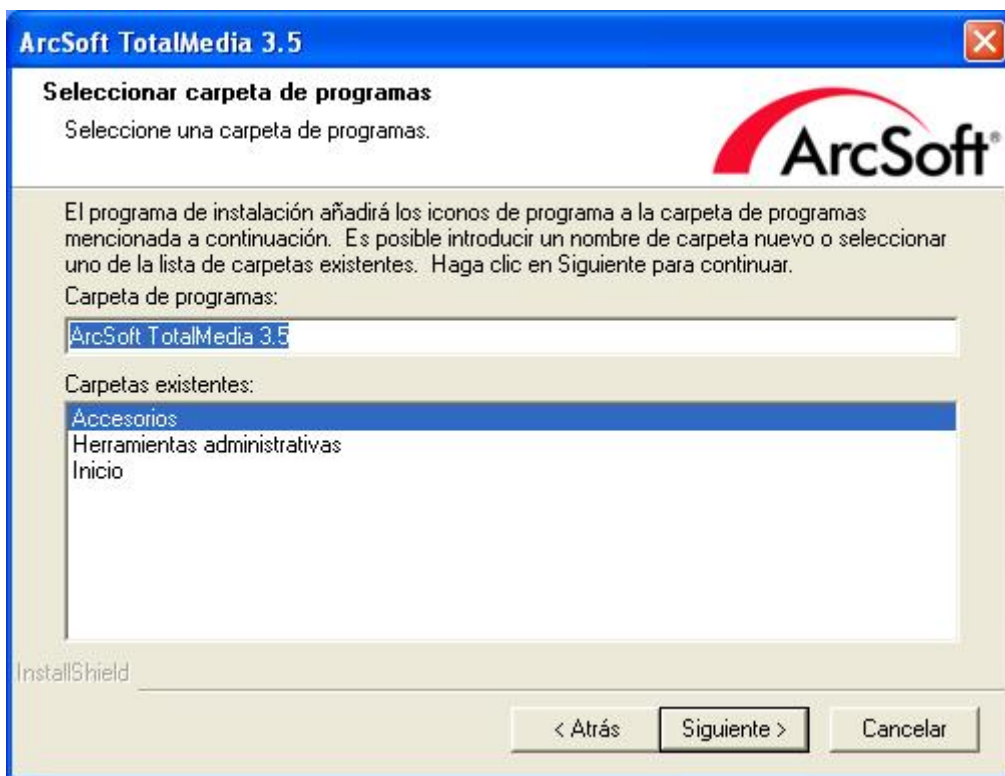 ArcSoft TotalMedia 3.5
Seleccionar carpeta de programas
Seleccione una carpeta de programas.
ArcSoft®
El programa de instalación añadirá los iconos de programa a la carpeta de programas
mencionada a continuación. Es posible introducir un nombre de carpeta nuevo o seleccionar
uno de la lista de carpetas existentes. Haga clic en Siguiente para continuar.
Carpeta de programas:
ArcSoft TotalMedia 3.5
Carpetas existentes:
Accesorios
Herramientas administrativas
Inicio
InstallShield
< Atrás
Siguiente >
Cancelar